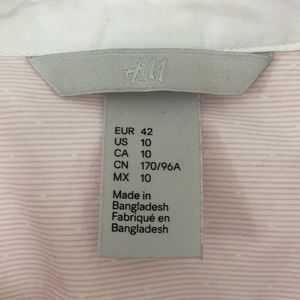 H&M
EUR 42
US 10
CA 10
CN 170/96A
MX 10
Made in
Bangladesh
Fabriqué en
Bangladesh